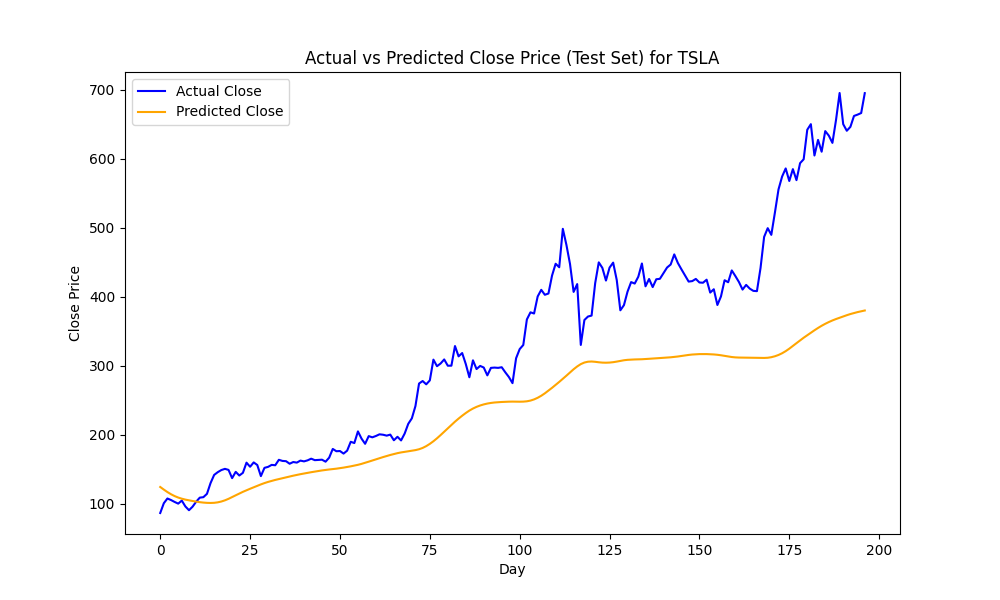 Actual vs Predicted Close Price (Test Set) for TSLA
Actual Close
Predicted Close
700
600
500
400
300
200
100
Close Price
0 25 50 75 100 125 150 175 200
Day